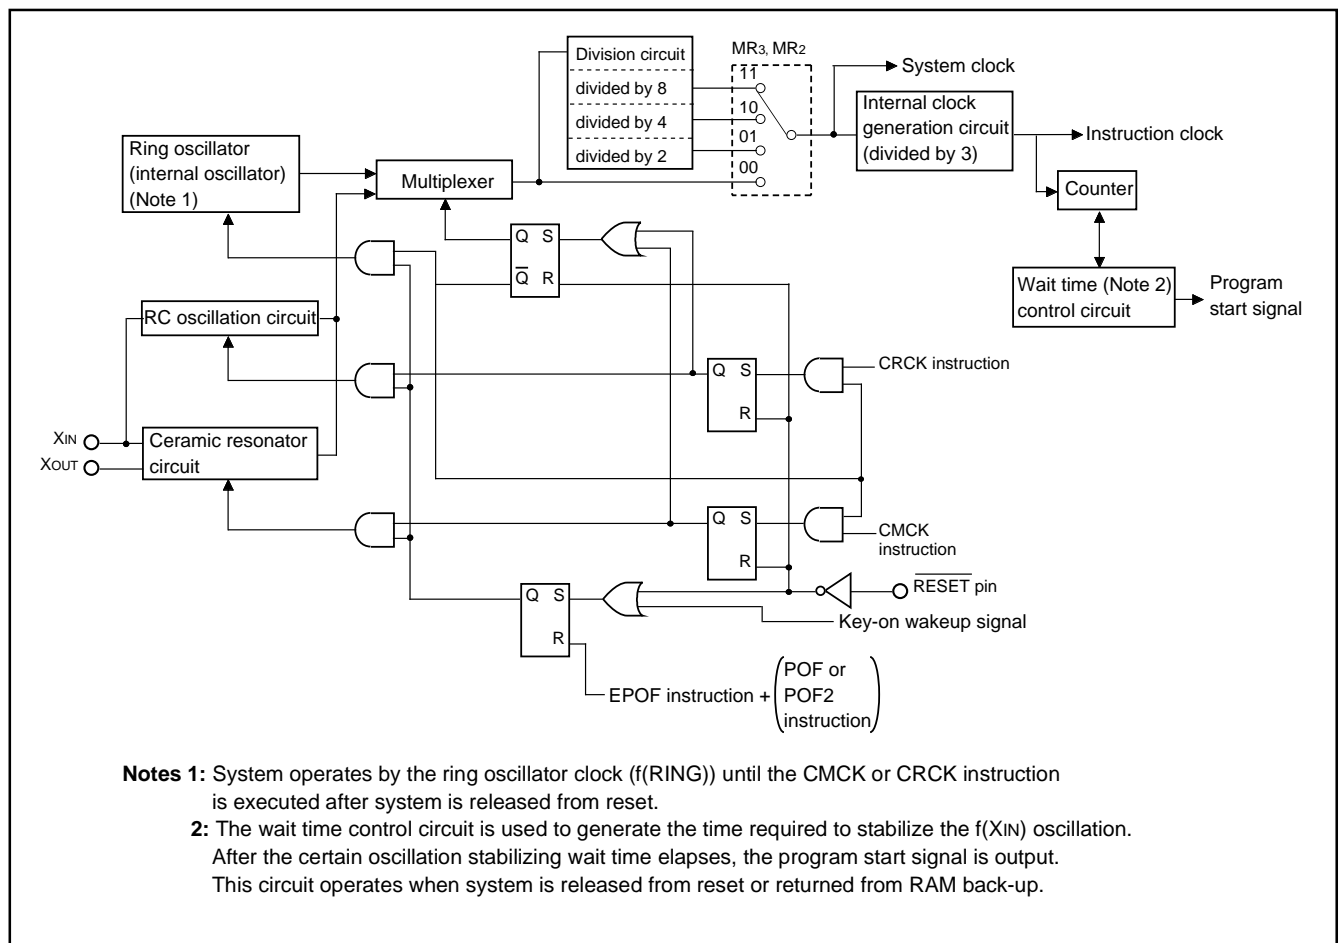 Division circuit
divided by 8
divided by 4
divided by 2
MR3, MR2
11
10
01
00
System clock
Internal clock
generation circuit
(divided by 3)
Instruction clock
Counter
Wait time (Note 2)
control circuit
Program
start signal
Ring oscillator
(internal oscillator)
(Note 1)
Multiplexer
Q S
Q R
RC oscillation circuit
Q S
R
CRCK instruction
XIN
XOUT
Ceramic resonator
circuit
Q S
R
CMCK
instruction
RESET pin
Q S
R
Key-on wakeup signal
EPOF instruction +
POF or
POF2
instruction
Notes 1: System operates by the ring oscillator clock (f(RING)) until the CMCK or CRCK instruction
is executed after system is released from reset.
2: The wait time control circuit is used to generate the time required to stabilize the f(XIN) oscillation.
After the certain oscillation stabilizing wait time elapses, the program start signal is output.
This circuit operates when system is released from reset or returned from RAM back-up.